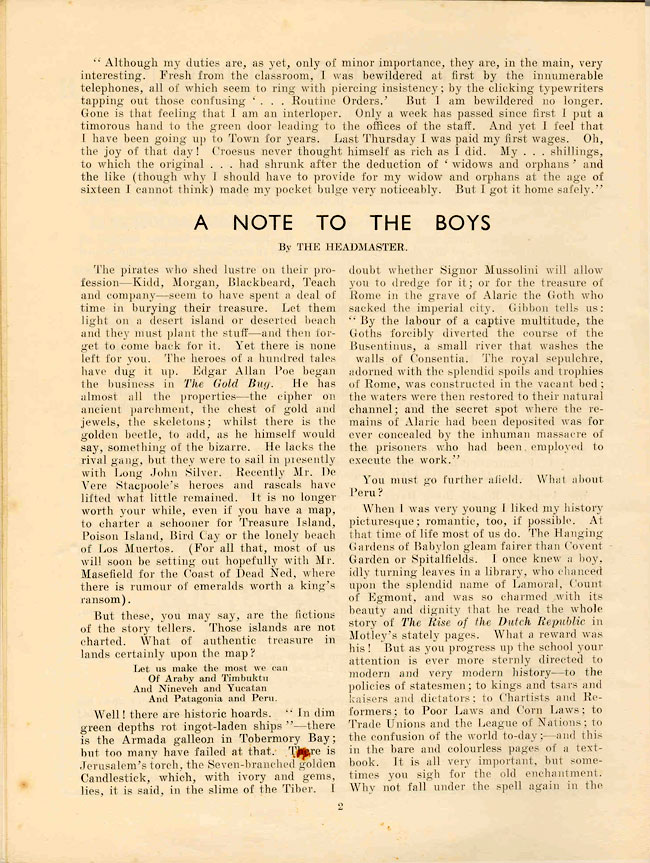 “ Although my duties are, as yet, only of minor importance, they are, in the main, very
interesting. Fresh from the classroom, I was bewildered at first by the innumerable
telephones, all of which seem to ring with piercing insistency; by the clicking typewriters
tapping out those confusing ‘ . . . Routine Orders.’ But I am bewildered no longer.
Gone is that feeling that I am an interloper. Only a week has passed since first I put a
timorous hand to the green door leading to the offices of the staff. And yet I feel that
I have been going up to Town for years. Last Thursday I was paid my first wages. Oh,
the joy of that day! Croesus never thought himself as rich as I did. My . . . shillings,
to which the original . . . had shrunk after the deduction of ‘ widows and orphans ’ and
the like (though why I should have to provide for my widow and orphans at the age of
sixteen I cannot think) made my pocket bulge very noticeably. But I got it home safely.”
A NOTE TO THE BOYS
By THE HEADMASTER.
The pirates who shed lustre on their pro-
fession—Kidd, Morgan, Blackbeard, Teach
and company—seem to have spent a deal of
time in burying their treasure. Let them
light on a desert island or deserted beach
and they must plant the stuff—and then for-
get to come back for it. Yet there is none
left for you. The heroes of a hundred tales
have dug it up. Edgar Allan Poe began
the business in The Gold Bug. He has
almost all the properties—the cipher on
ancient parchment, the chest of gold and
jewels, the skeletons; whilst there is the
golden beetle, to add, as he himself would
say, something of the bizarre. He lacks the
rival gang, but they were to sail in presently
with Long John Silver. Recently Mr. De
Vere Stacpoole's heroes and rascals have
lifted what little remained. It is no longer
worth your while, even if you have a map,
to charter a schooner for Treasure Island,
Poison Island, Bird Cay or the lonely beach
of Los Muertos. (For all that, most of us
will soon be setting out hopefully with Mr.
Masefield for the Coast of Dead Ned, where
there is rumour of emeralds worth a king's
ransom).
But these, you may say, are the fictions
of the story tellers. Those islands are not
charted. What of authentic treasure in
lands certainly upon the map?
Let us make the most we can
Of Araby and Timbuktu
And Nineveh and Yucatan
And Patagonia and Peru.
Well! there are historic hoards. “ In dim
green depths rot ingot-laden ships ”—there
is the Armada galleon in Tobermory Bay;
but too many have failed at that. There is
Jerusalem's torch, the Seven-branched golden
Candlestick, which, with ivory and gems,
lies, it is said, in the slime of the Tiber. I
doubt whether Signor Mussolini will allow
you to dredge for it; or for the treasure of
Rome in the grave of Alaric the Goth who
sacked the imperial city. Gibbon tells us:
“ By the labour of a captive multitude, the
Goths forcibly diverted the course of the
Busentinus, a small river that washes the
walls of Consentia. The royal sepulchre,
adorned with the splendid spoils and trophies
of Rome, was constructed in the vacant bed;
the waters were then restored to their natural
channel; and the secret spot where the re-
mains of Alaric had been deposited was for
ever concealed by the inhuman massacre of
the prisoners who had been employed to
execute the work.”
You must go further afield. What about
Peru?
When I was very young I liked my history
picturesque; romantic, too, if possible. At
that time of life most of us do. The Hanging
Gardens of Babylon gleam fairer than Covent
Garden or Spitalfields. I once knew a boy,
idly turning leaves in a library, who chanced
upon the splendid name of Lamoral, Count
of Egmont, and was so charmed with its
beauty and dignity that he read the whole
story of The Rise of the Dutch Republic in
Motley's stately pages. What a reward was
his! But as you progress up the school your
attention is ever more sternly directed to
modern and very modern history—to the
policies of statesmen; to kings and tsars and
kaisers and dictators; to Chartists and Re-
formers; to Poor Laws and Corn Laws; to
Trade Unions and the League of Nations; to
the confusion of the world to-day;—and this
in the bare and colourless pages of a text-
book. It is all very important, but some-
times you sigh for the old enchantment.
Why not fall under the spell again in the
2